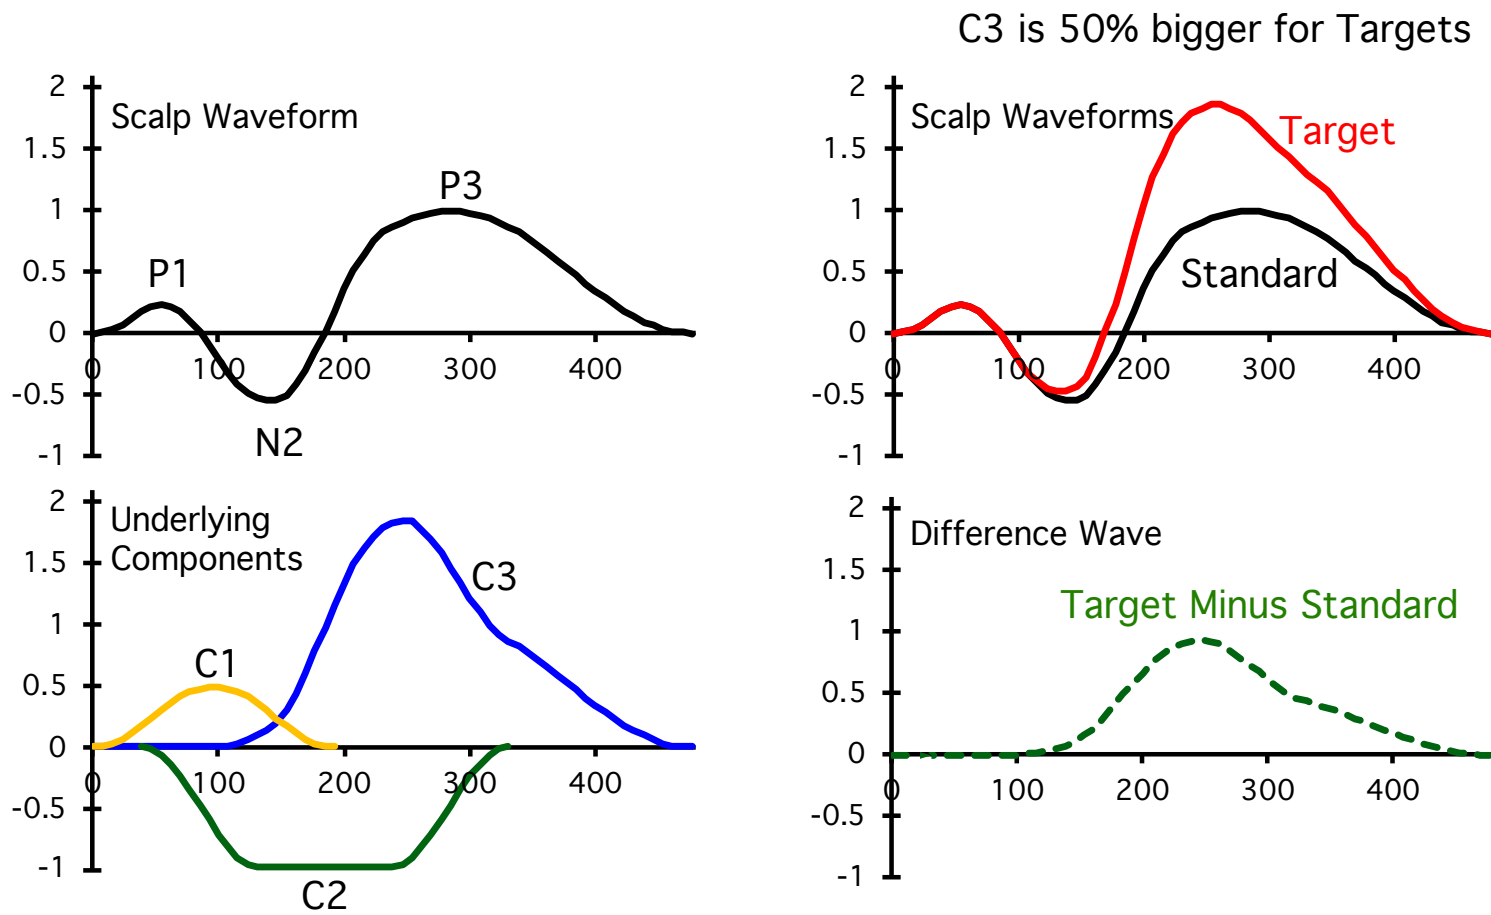 C3 is 50% bigger for Targets
2
Scalp Waveform
1.5
P3
1
P1
0.5
0
0 100 200 300 400
-0.5
N2
-1
2
Scalp Waveforms
Target
1.5
1
0.5
Standard
0
0 100 200 300 400
-0.5
-1
2
Underlying
Components
1.5
C3
1
C1
0.5
0
0 100 200 300 400
-0.5
-1
C2
2
Difference Wave
1.5
Target Minus Standard
1
0.5
0
0 100 200 300 400
-0.5
-1